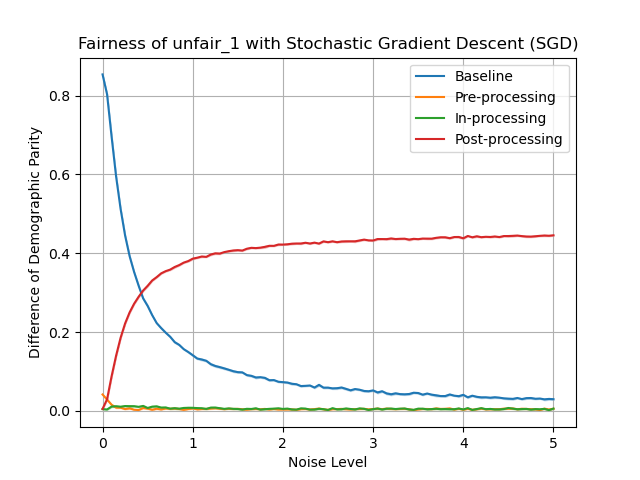 Fairness of unfair_1 with Stochastic Gradient Descent (SGD)
Baseline
Pre-processing
In-processing
Post-processing
Difference of Demographic Parity
0.8
0.6
0.4
0.2
0.0
0 1 2 3 4 5
Noise Level